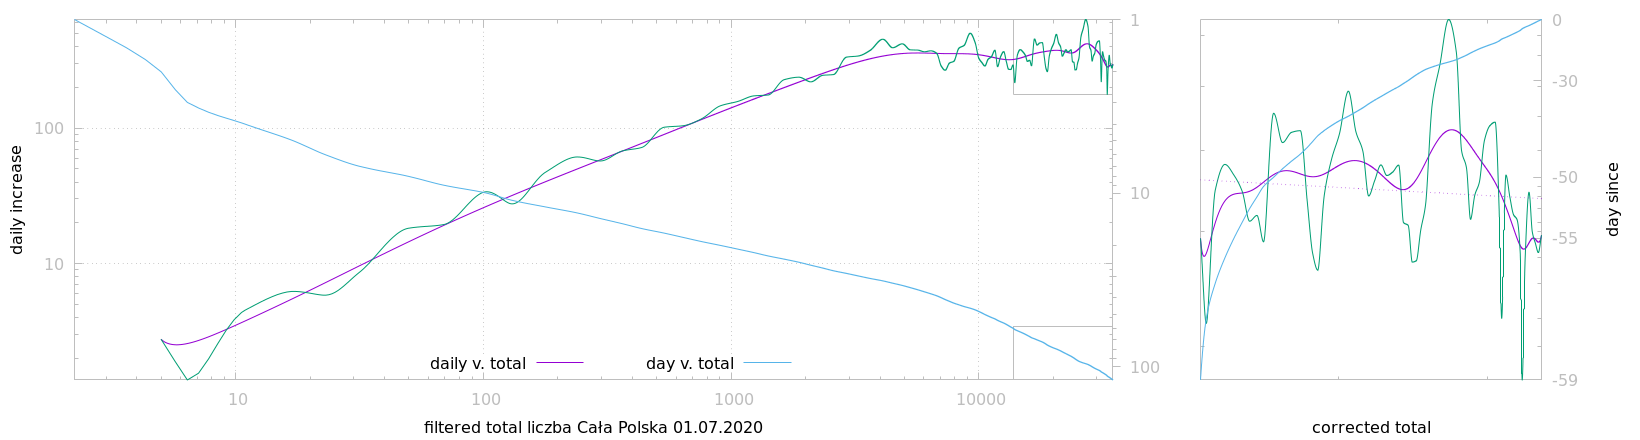 daily increase
100
10
1
10
100
daily v. total
day v. total
10
100
1000
10000
filtered total liczba Cała Polska 01.07.2020
0
-30
-50
-55
-59
day since
corrected total